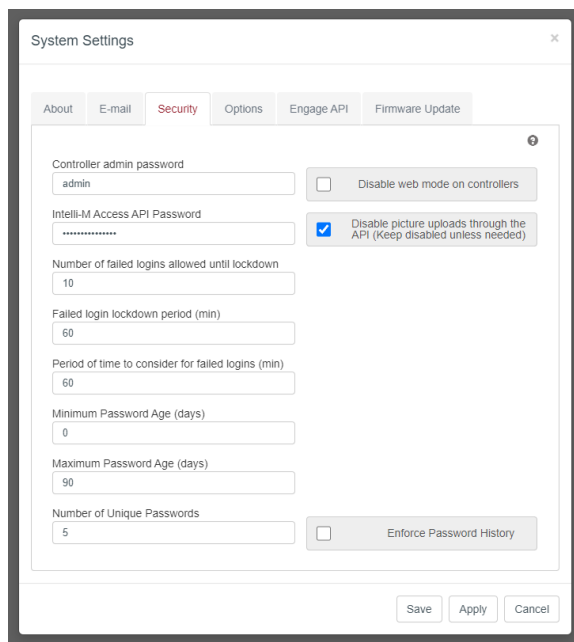 System Settings
×
About E-mail Security Options Engage API Firmware Update
?
Controller admin password
admin
Disable web mode on controllers
Intelli-M Access API Password
•••••••••••••••
Disable picture uploads through the
API (Keep disabled unless needed)
Number of failed logins allowed until lockdown
10
Failed login lockdown period (min)
60
Period of time to consider for failed logins (min)
60
Minimum Password Age (days)
0
Maximum Password Age (days)
90
Number of Unique Passwords
5
Enforce Password History
Save Apply Cancel